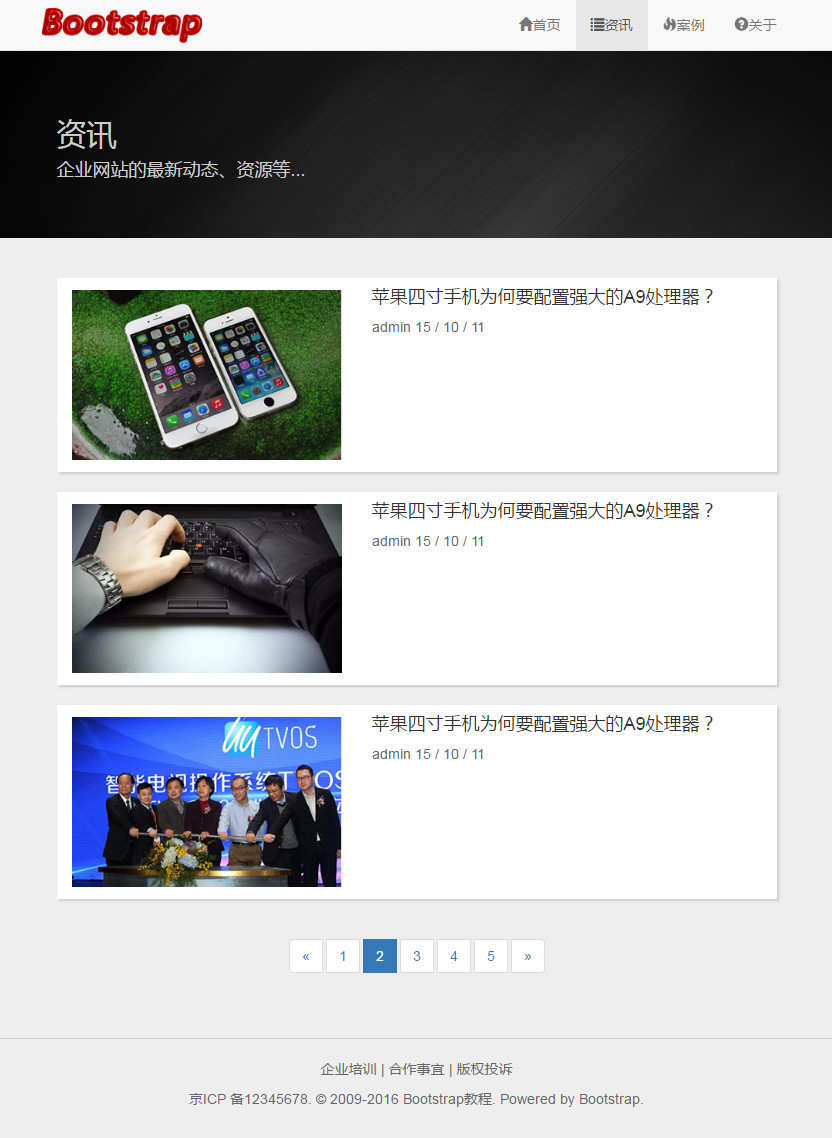 Bootstrap
首页 资讯 案例 关于
资讯
企业网站的最新动态、资源等...
苹果四寸手机为何要配置强大的A9处理器？
admin 15 / 10 / 11
苹果四寸手机为何要配置强大的A9处理器？
admin 15 / 10 / 11
TVOS
智能电视操作系统TVOS
苹果四寸手机为何要配置强大的A9处理器？
admin 15 / 10 / 11
« 1 2 3 4 5 »
企业培训 | 合作事宜 | 版权投诉
京ICP 备12345678. © 2009-2016 Bootstrap教程. Powered by Bootstrap.